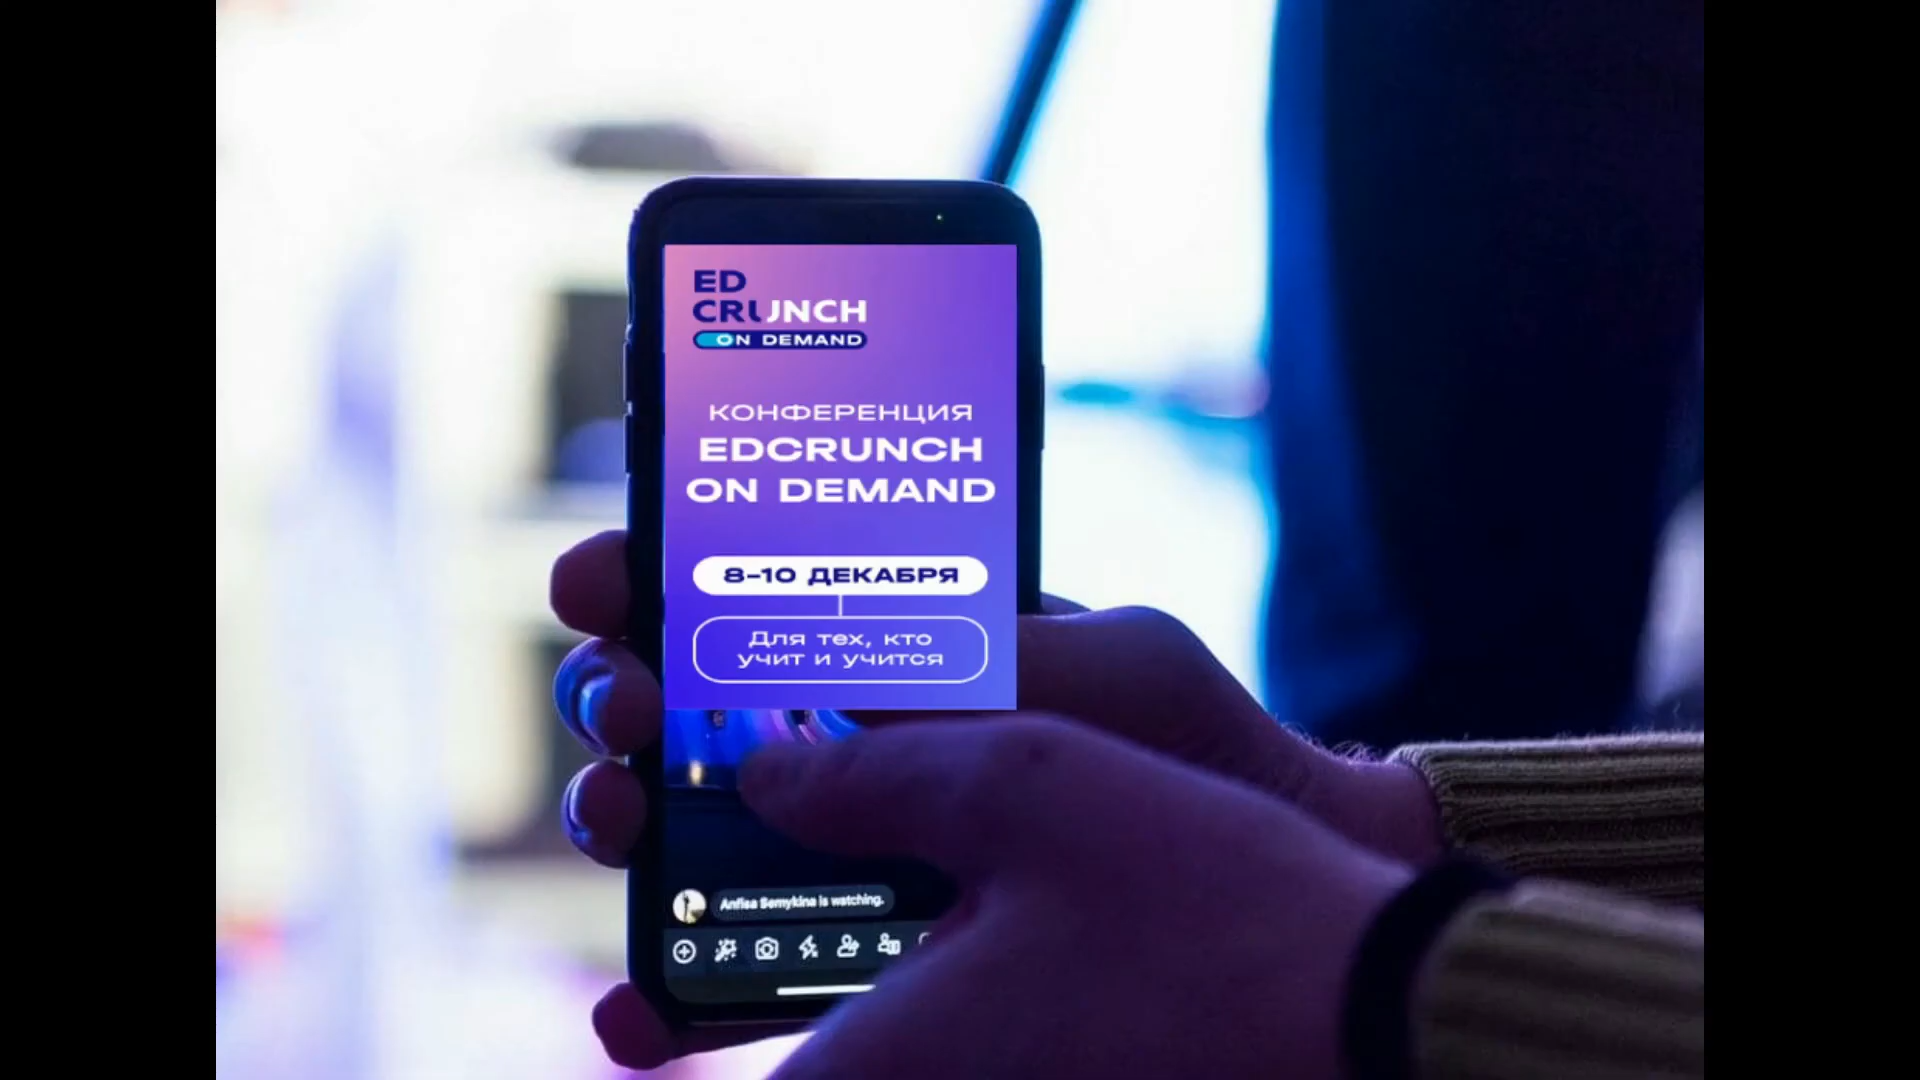 ED
CRUNCH
ON DEMAND
КОНФЕРЕНЦИЯ
EDCRUNCH
ON DEMAND
8-10 ДЕКАБРЯ
Для тех, кто
учит и учится
Anfisa Semykina is watching.